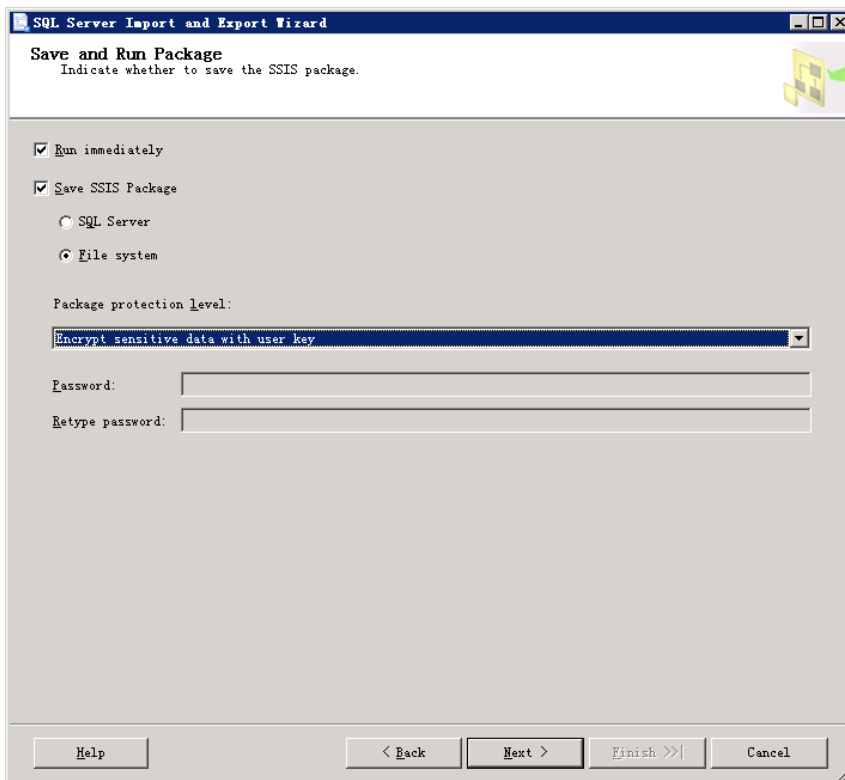 SQL Server Import and Export Wizard
Save and Run Package
Indicate whether to save the SSIS package.
Run immediately
Save SSIS Package
SQL Server
File system
Package protection level:
Encrypt sensitive data with user key
Password:
Retype password:
Help
< Back
Next >
Finish >>|
Cancel